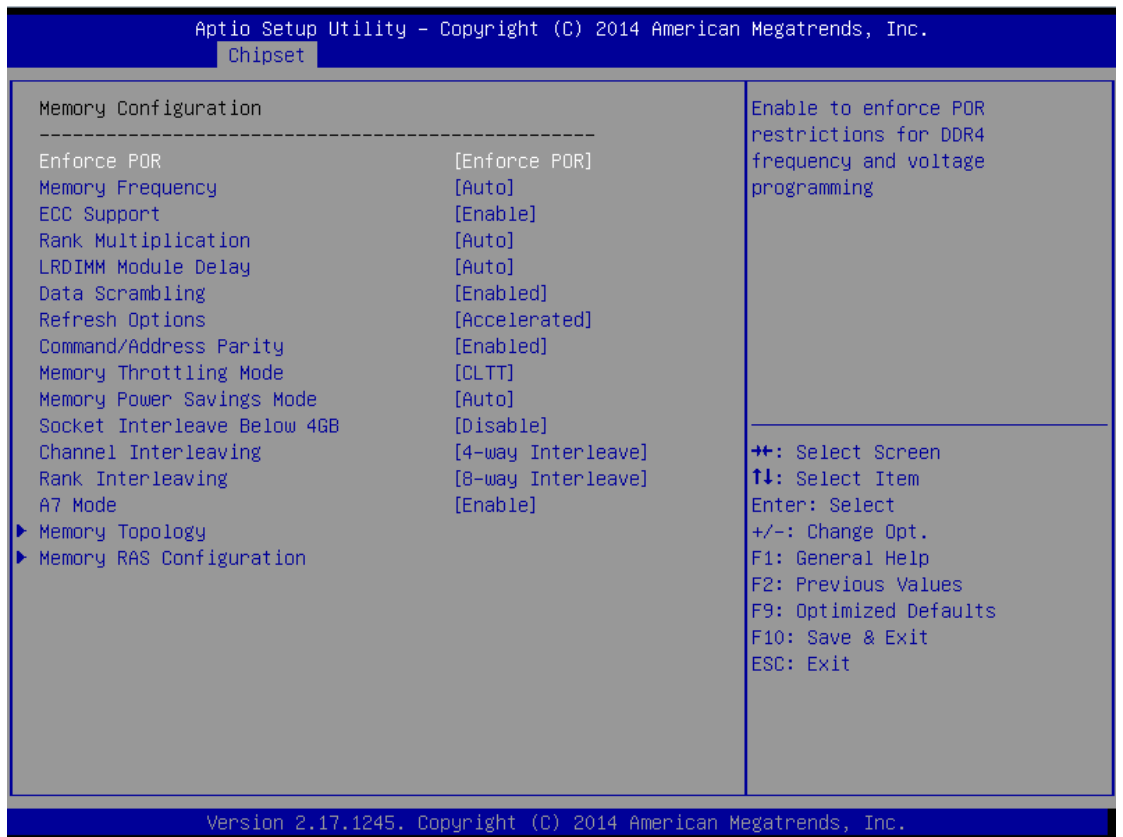 Aptio Setup Utility – Copyright (C) 2014 American Megatrends, Inc.
Chipset
Memory Configuration
--------------------------------------------------
Enforce POR [Enforce POR]
Memory Frequency [Auto]
ECC Support [Enable]
Rank Multiplication [Auto]
LRDIMM Module Delay [Auto]
Data Scrambling [Enabled]
Refresh Options [Accelerated]
Command/Address Parity [Enabled]
Memory Throttling Mode [CLTT]
Memory Power Savings Mode [Auto]
Socket Interleave Below 4GB [Disable]
Channel Interleaving [4-way Interleave]
Rank Interleaving [8-way Interleave]
A7 Mode [Enable]
Memory Topology
Memory RAS Configuration
Enable to enforce POR
restrictions for DDR4
frequency and voltage
programming
→←: Select Screen
↑↓: Select Item
Enter: Select
+/-: Change Opt.
F1: General Help
F2: Previous Values
F9: Optimized Defaults
F10: Save & Exit
ESC: Exit
Version 2.17.1245. Copyright (C) 2014 American Megatrends, Inc.